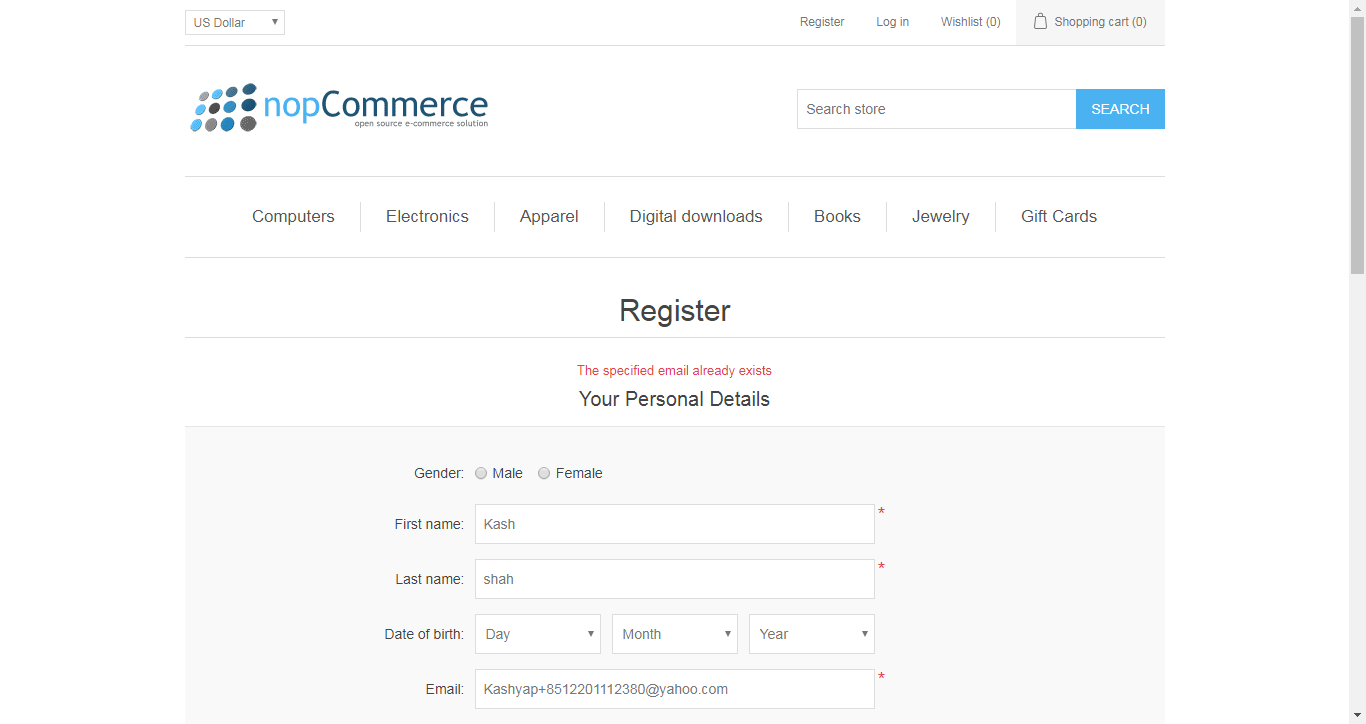 US Dollar Register Log in Wishlist (0) Shopping cart (0)
nopCommerce
open source e-commerce solution
Search store SEARCH
Computers Electronics Apparel Digital downloads Books Jewelry Gift Cards
Register
The specified email already exists
Your Personal Details
Gender: Male Female
First name: Kash *
Last name: shah *
Date of birth: Day Month Year
Email: Kashyap+8512201112380@yahoo.com *